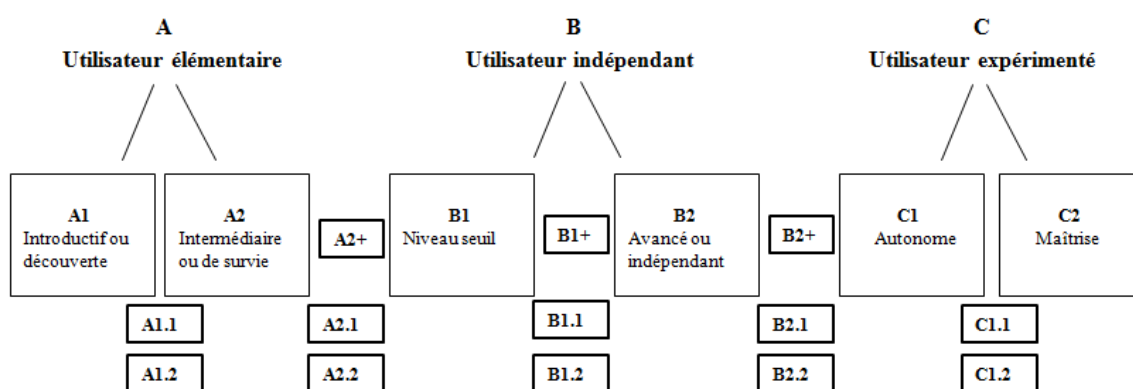 A
B
C
Utilisateur élémentaire
Utilisateur indépendant
Utilisateur expérimenté
A1
Introductif ou
découverte
A2
Intermédiaire
ou de survie
A2+
B1
Niveau seuil
B1+
B2
Avancé ou
indépendant
B2+
C1
Autonome
C2
Maîtrise
A1.1
A2.1
B1.1
B2.1
C1.1
A1.2
A2.2
B1.2
B2.2
C1.2